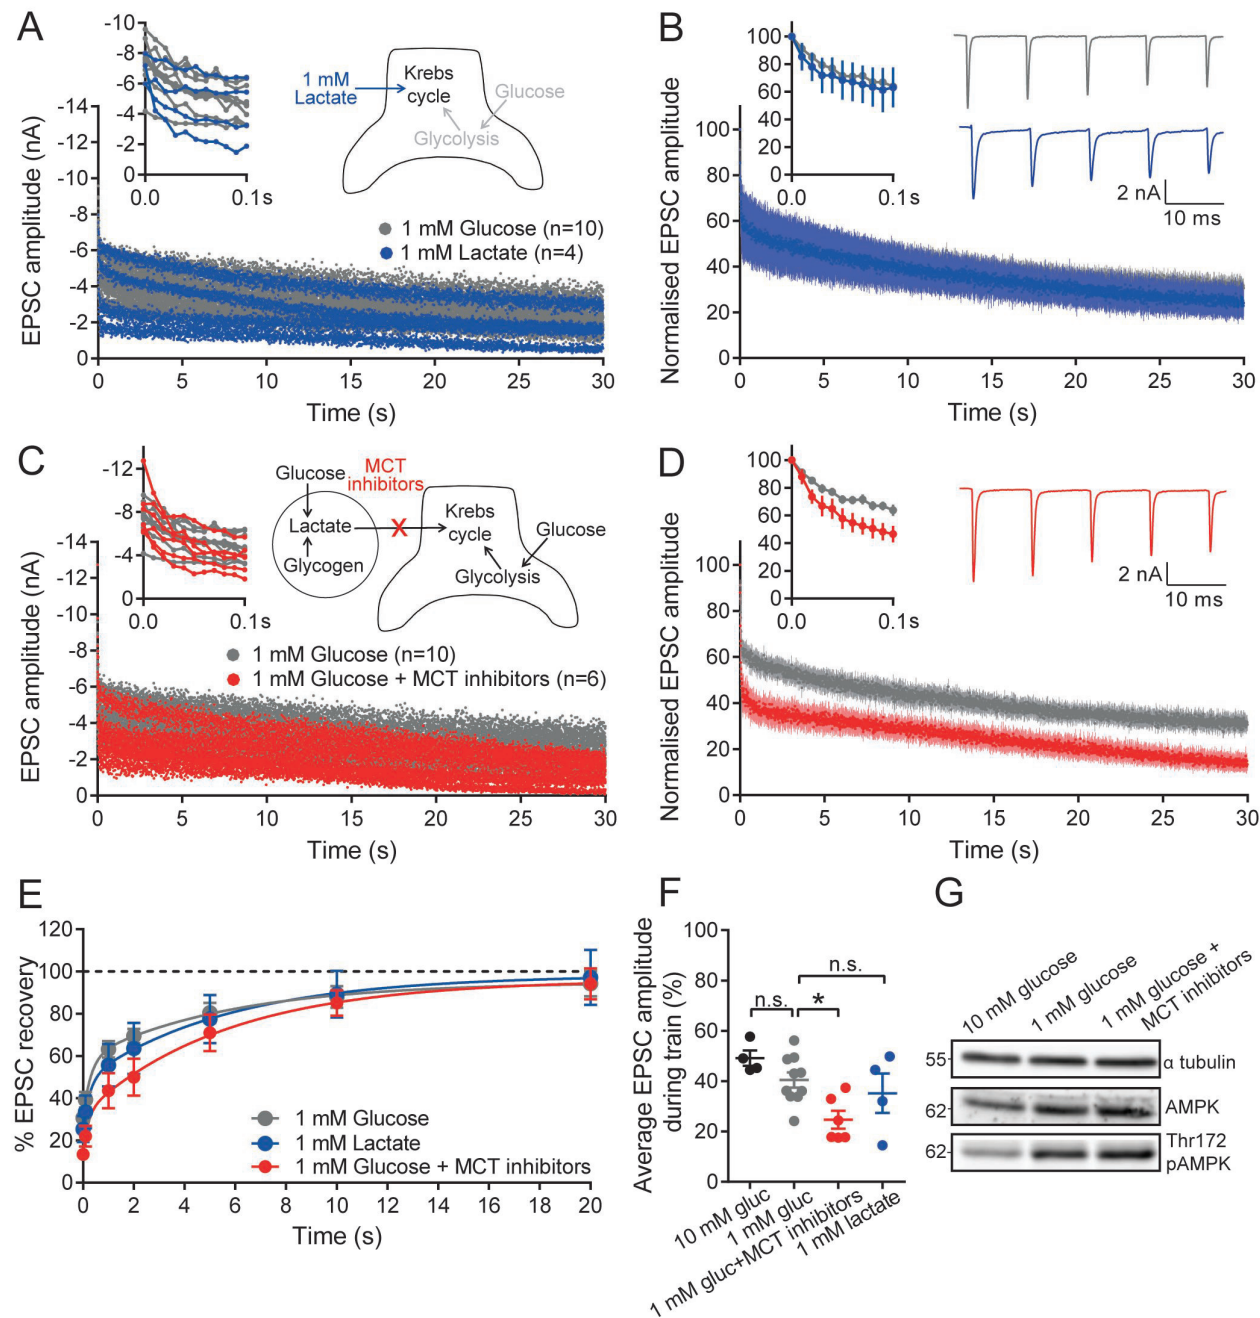 A
-10
-8
-6
-4
-2
0
0.0
0.1s
1 mM
Lactate
Krebs
cycle
Glucose
Glycolysis
EPSC amplitude (nA)
-14
-12
-10
-8
-6
-4
-2
0
1 mM Glucose (n=10)
1 mM Lactate (n=4)
0
5
10
15
20
25
30
Time (s)
B
100
80
60
40
20
0
0.0
0.1s
2 nA
10 ms
Normalised EPSC amplitude
100
80
60
40
20
0
0
5
10
15
20
25
30
Time (s)
C
-12
-8
-4
0
0.0
0.1s
Glucose
MCT
inhibitors
Lactate
X
Glycogen
Krebs
cycle
Glucose
Glycolysis
EPSC amplitude (nA)
-14
-12
-10
-8
-6
-4
-2
0
1 mM Glucose (n=10)
1 mM Glucose + MCT inhibitors (n=6)
0
5
10
15
20
25
30
Time (s)
D
100
80
60
40
20
0
0.0
0.1s
2 nA
10 ms
Normalised EPSC amplitude
100
80
60
40
20
0
0
5
10
15
20
25
30
Time (s)
E
% EPSC recovery
120
100
80
60
40
20
0
1 mM Glucose
1 mM Lactate
1 mM Glucose + MCT inhibitors
0
2
4
6
8
10
12
14
16
18
20
Time (s)
F
Average EPSC amplitude
during train (%)
100
80
60
40
20
0
n.s.
*
n.s.
10 mM gluc
1 mM gluc
1 mM gluc+MCT inhibitors
1 mM lactate
G
10 mM glucose
1 mM glucose
1 mM glucose +
MCT inhibitors
55
α tubulin
62
AMPK
62
Thr172
pAMPK